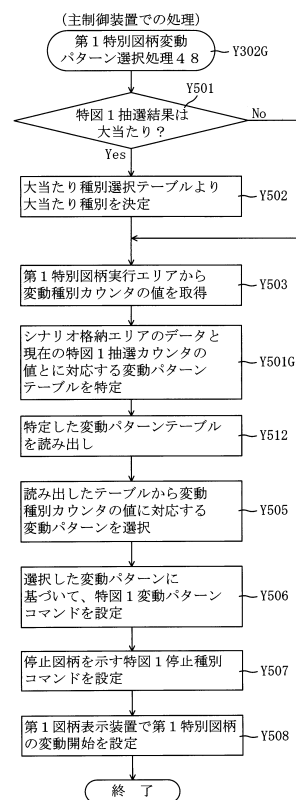 (主制御装置での処理)
第1特別図柄変動
パターン選択処理48
Y302G
Y501
特図1抽選結果は
大当たり?
No
Yes
大当たり種別選択テーブルより
大当たり種別を決定
Y502
第1特別図柄実行エリアから
変動種別カウンタの値を取得
Y503
シナリオ格納エリアのデータと
現在の特図1抽選カウンタの
値とに対応する変動パターン
テーブルを特定
Y501G
特定した変動パターンテーブル
を読み出し
Y512
読み出したテーブルから変動
種別カウンタの値に対応する
変動パターンを選択
Y505
選択した変動パターンに
基づいて、特図1変動パターン
コマンドを設定
Y506
停止図柄を示す特図1停止種別
コマンドを設定
Y507
第1図柄表示装置で第1特別図柄
の変動開始を設定
Y508
終 了